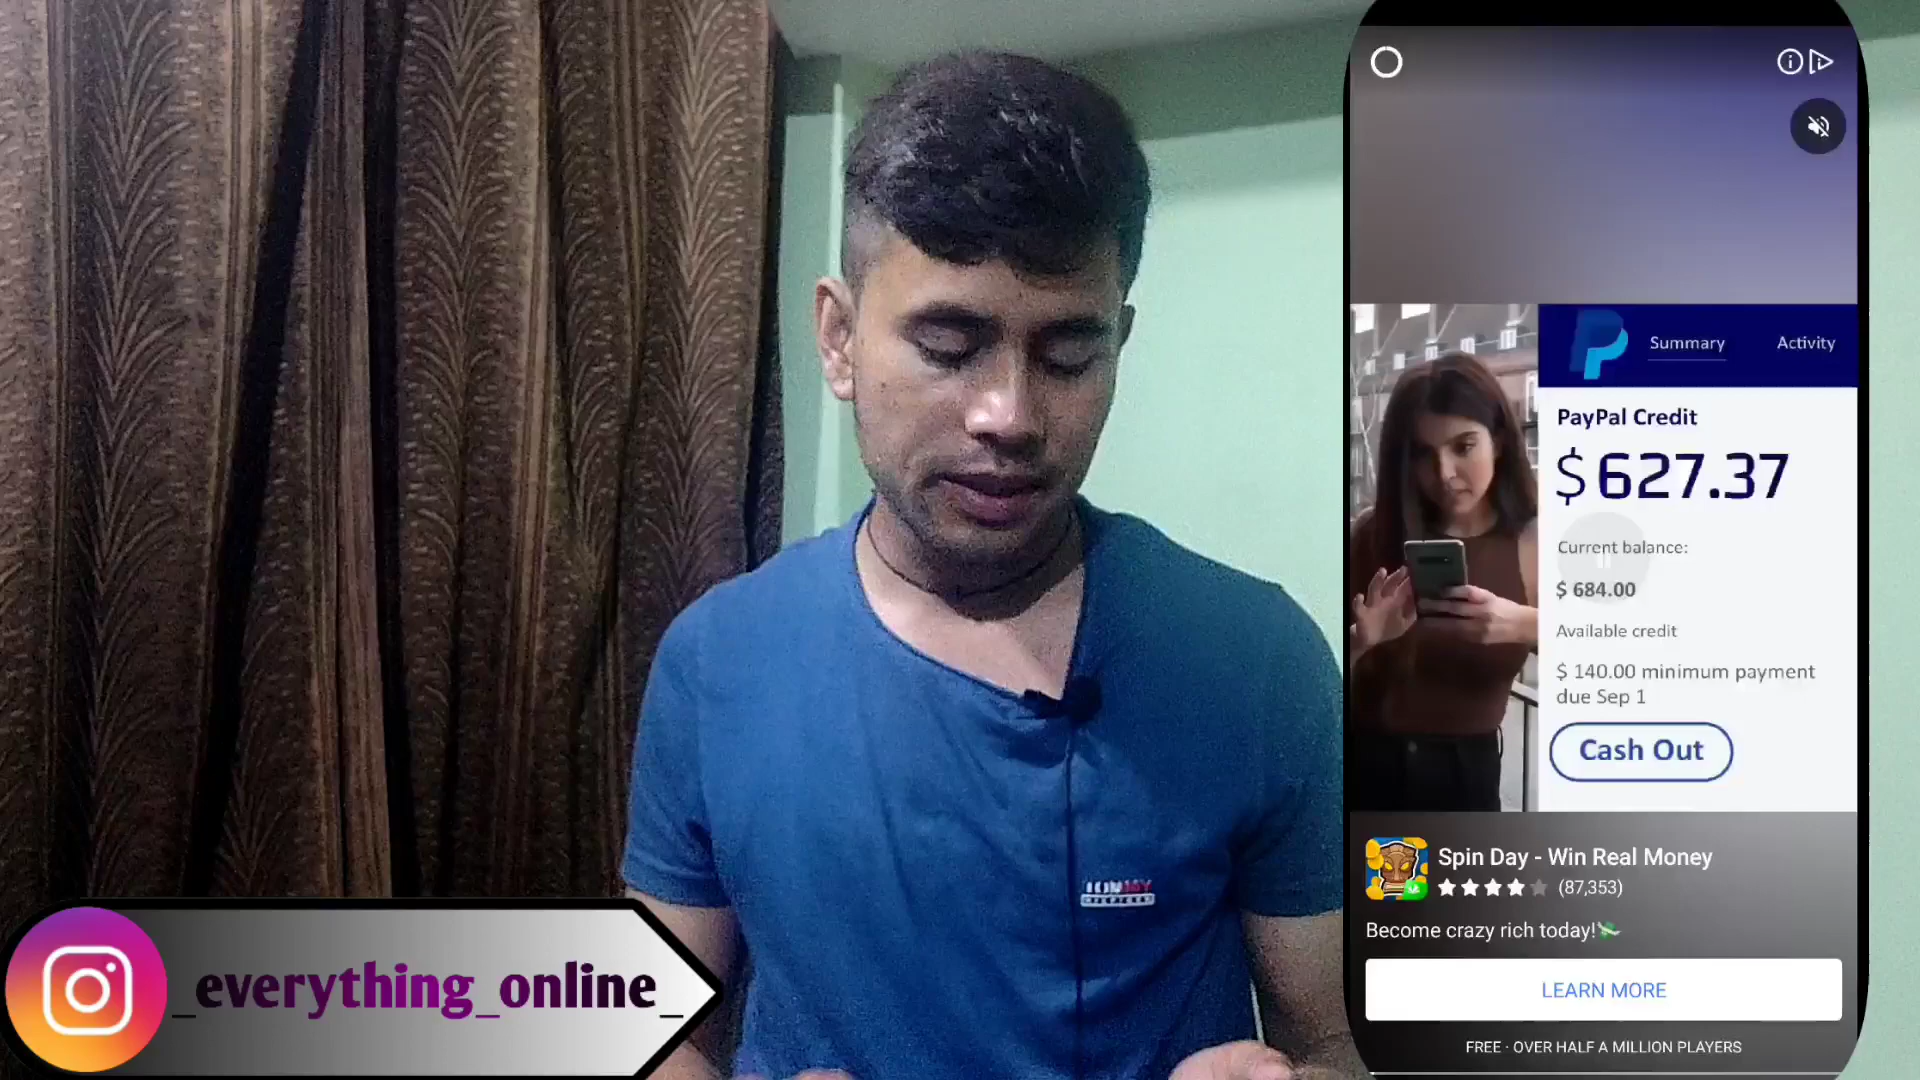 Summary Activity
PayPal Credit
$627.37
Current balance:
$ 684.00
Available credit
$ 140.00 minimum payment
due Sep 1
Cash Out
Spin Day - Win Real Money
(87,353)
Become crazy rich today!
LEARN MORE
FREE · OVER HALF A MILLION PLAYERS
_everything_online_